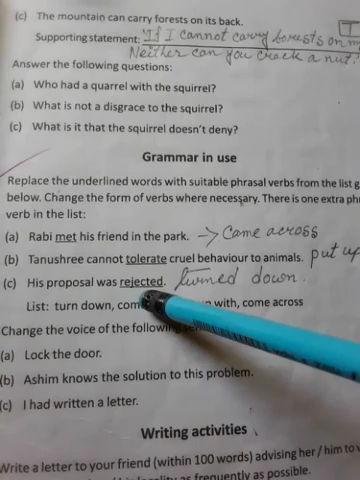 (c) The mountain can carry forests on its back.
Supporting statement: "If I cannot carry forests on m
Neither can you crack a nut."
Answer the following questions:
(a) Who had a quarrel with the squirrel?
(b) What is not a disgrace to the squirrel?
(c) What is it that the squirrel doesn't deny?
Grammar in use
Replace the underlined words with suitable phrasal verbs from the list g
below. Change the form of verbs where necessary. There is one extra phr
verb in the list:
(a) Rabi met his friend in the park. → Came across
(b) Tanushree cannot tolerate cruel behaviour to animals. put up
(c) His proposal was rejected. turned down.
List: turn down, com with, come across
Change the voice of the following
(a) Lock the door.
(b) Ashim knows the solution to this problem.
(c) I had written a letter.
Writing activities
Write a letter to your friend (within 100 words) advising her / him to
locality as frequently as possible.